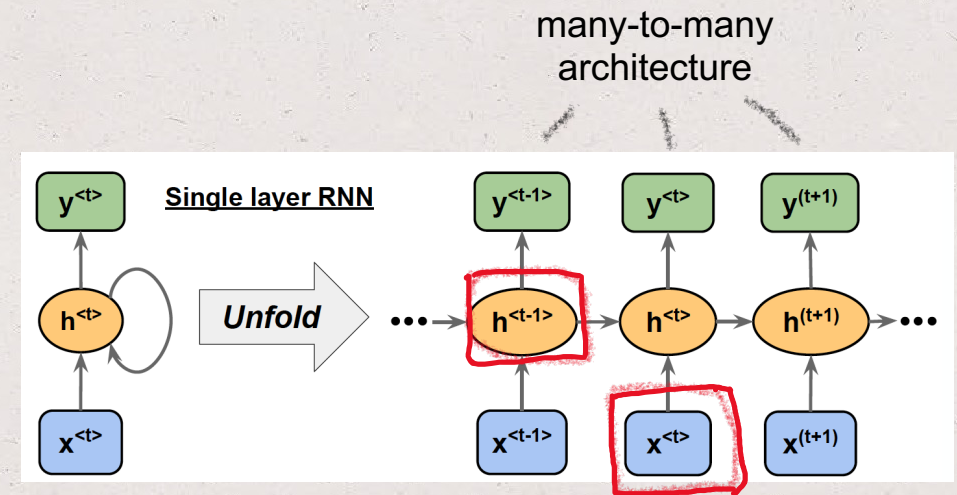 many-to-many
architecture
y<t>
Single layer RNN
y<t-1>
y<t>
y(t+1)
h<t>
Unfold
•••
h<t-1>
h<t>
h(t+1)
•••
x<t>
x<t-1>
x<t>
x(t+1)